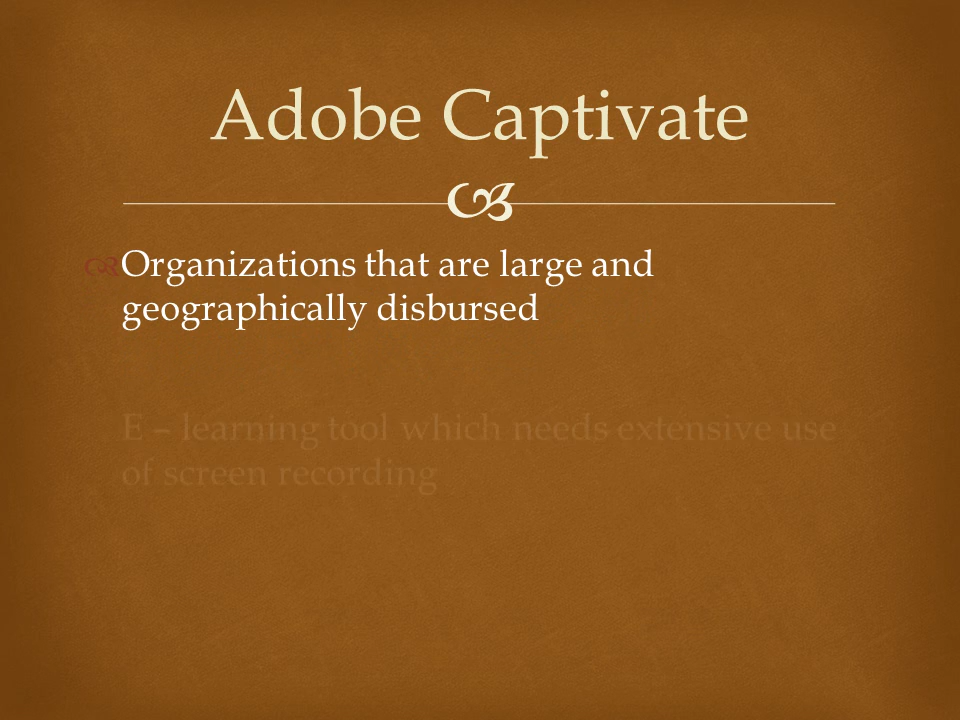 Adobe Captivate
Organizations that are large and
geographically disbursed
E – learning tool which needs extensive use
of screen recording